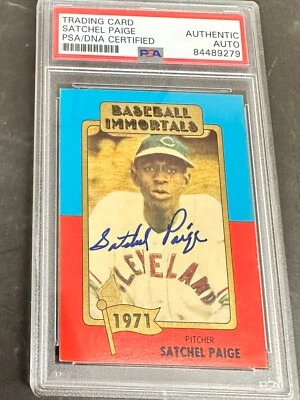 TRADING CARD
SATCHEL PAIGE
PSA/DNA CERTIFIED
AUTHENTIC
AUTO
84489279
PSA
BASEBALL
IMMORTALS
Satchel Paige
CLEVELAND
1971
PITCHER
SATCHEL PAIGE